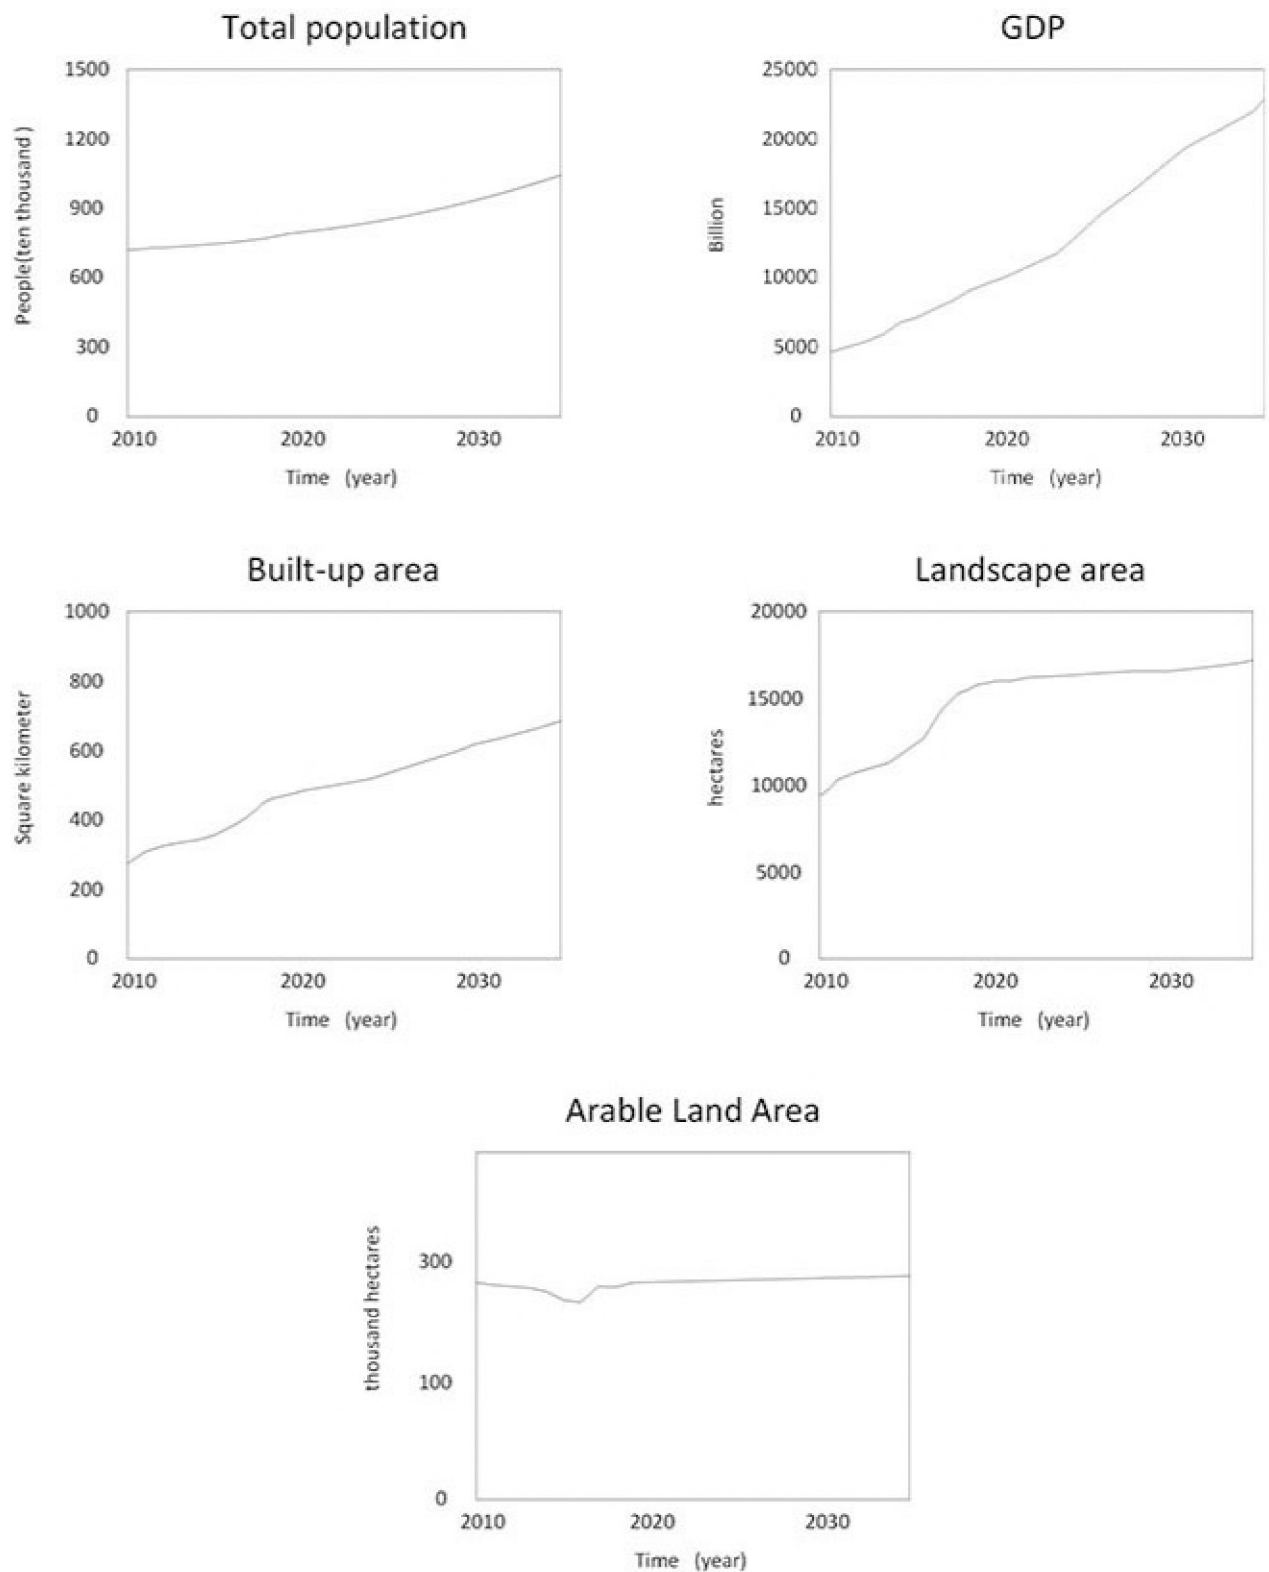 Total population
1500
1200
900
600
300
0
People(ten thousand)
2010 2020 2030
Time (year)
GDP
25000
20000
15000
10000
5000
0
Billion
2010 2020 2030
Time (year)
Built-up area
1000
800
600
400
200
0
Square kilometer
2010 2020 2030
Time (year)
Landscape area
20000
15000
10000
5000
0
hectares
2010 2020 2030
Time (year)
Arable Land Area
300
100
0
thousand hectares
2010 2020 2030
Time (year)